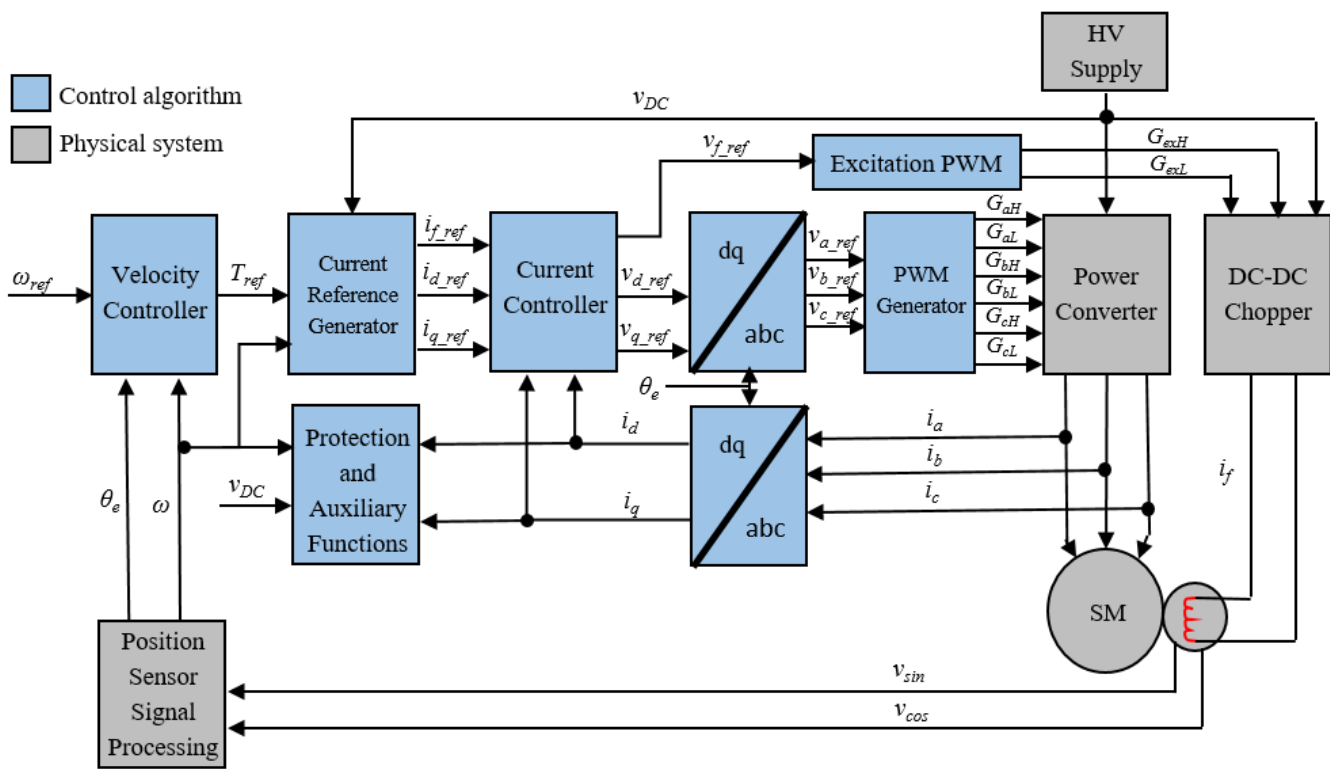 HV
Supply
Control algorithm
Physical system
v_DC
v_f_ref
Excitation PWM
G_exH
G_exL
ω_ref
Velocity
Controller
T_ref
Current
Reference
Generator
i_f_ref
i_d_ref
i_q_ref
Current
Controller
v_d_ref
v_q_ref
dq
abc
v_a_ref
v_b_ref
v_c_ref
PWM
Generator
G_aH
G_aL
G_bH
G_bL
G_cH
G_cL
Power
Converter
DC-DC
Chopper
θ_e
Protection
and
Auxiliary
Functions
i_d
i_q
dq
abc
i_a
i_b
i_c
i_f
v_DC
θ_e
ω
SM
Position
Sensor
Signal
Processing
v_sin
v_cos